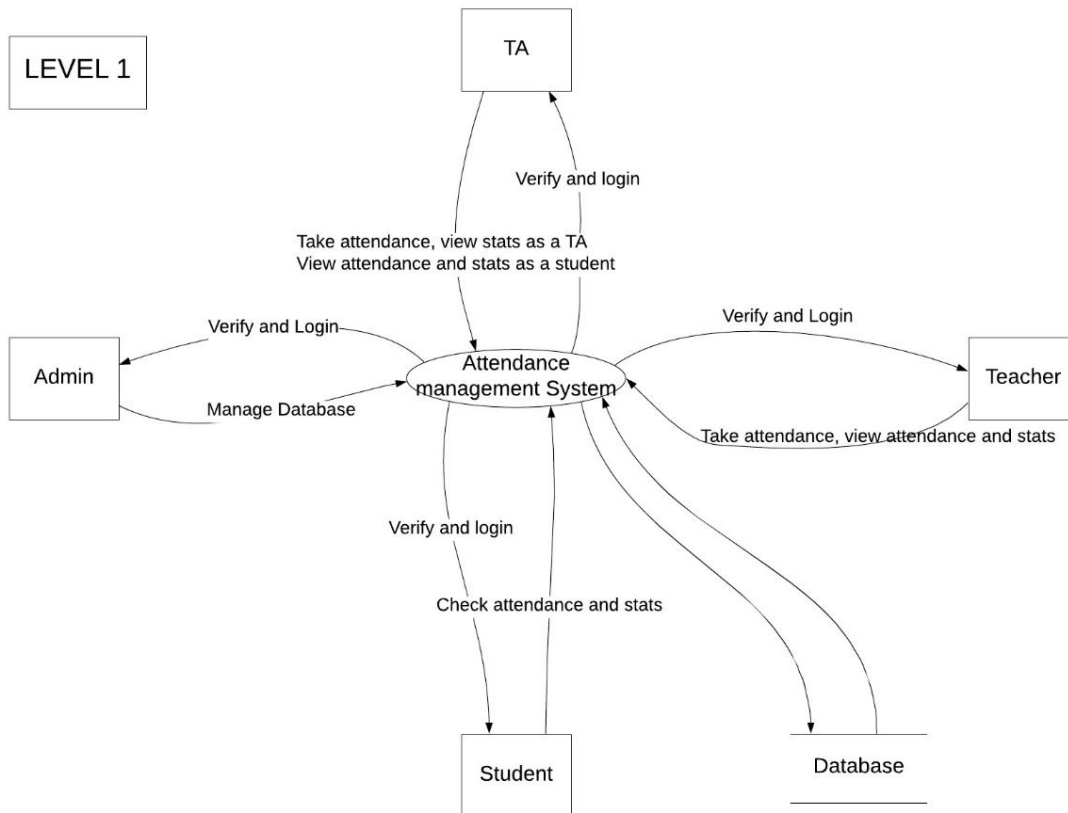 LEVEL 1
TA
Verify and login
Take attendance, view stats as a TA
View attendance and stats as a student
Verify and Login
Verify and Login
Admin
Attendance
management System
Teacher
Manage Database
Take attendance, view attendance and stats
Verify and login
Check attendance and stats
Student
Database